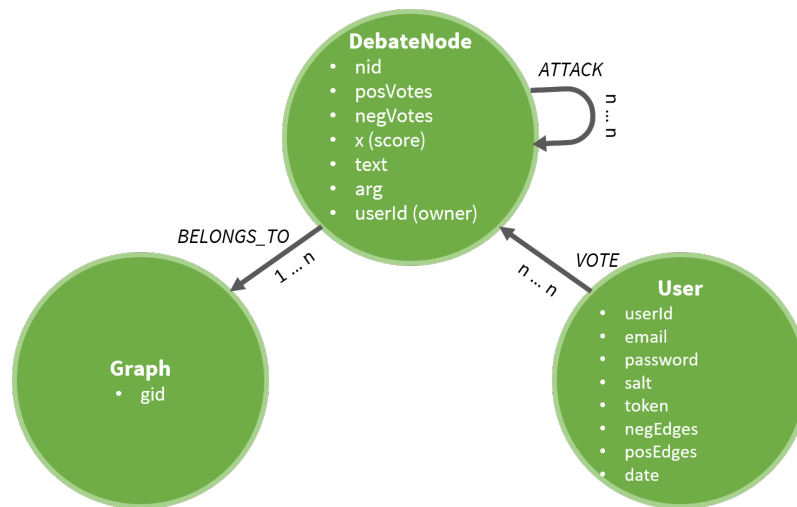 DebateNode
• nid
• posVotes
• negVotes
• x (score)
• text
• arg
• userId (owner)
ATTACK
n ... n
BELONGS_TO
1 ... n
VOTE
n ... n
Graph
• gid
User
• userId
• email
• password
• salt
• token
• negEdges
• posEdges
• date